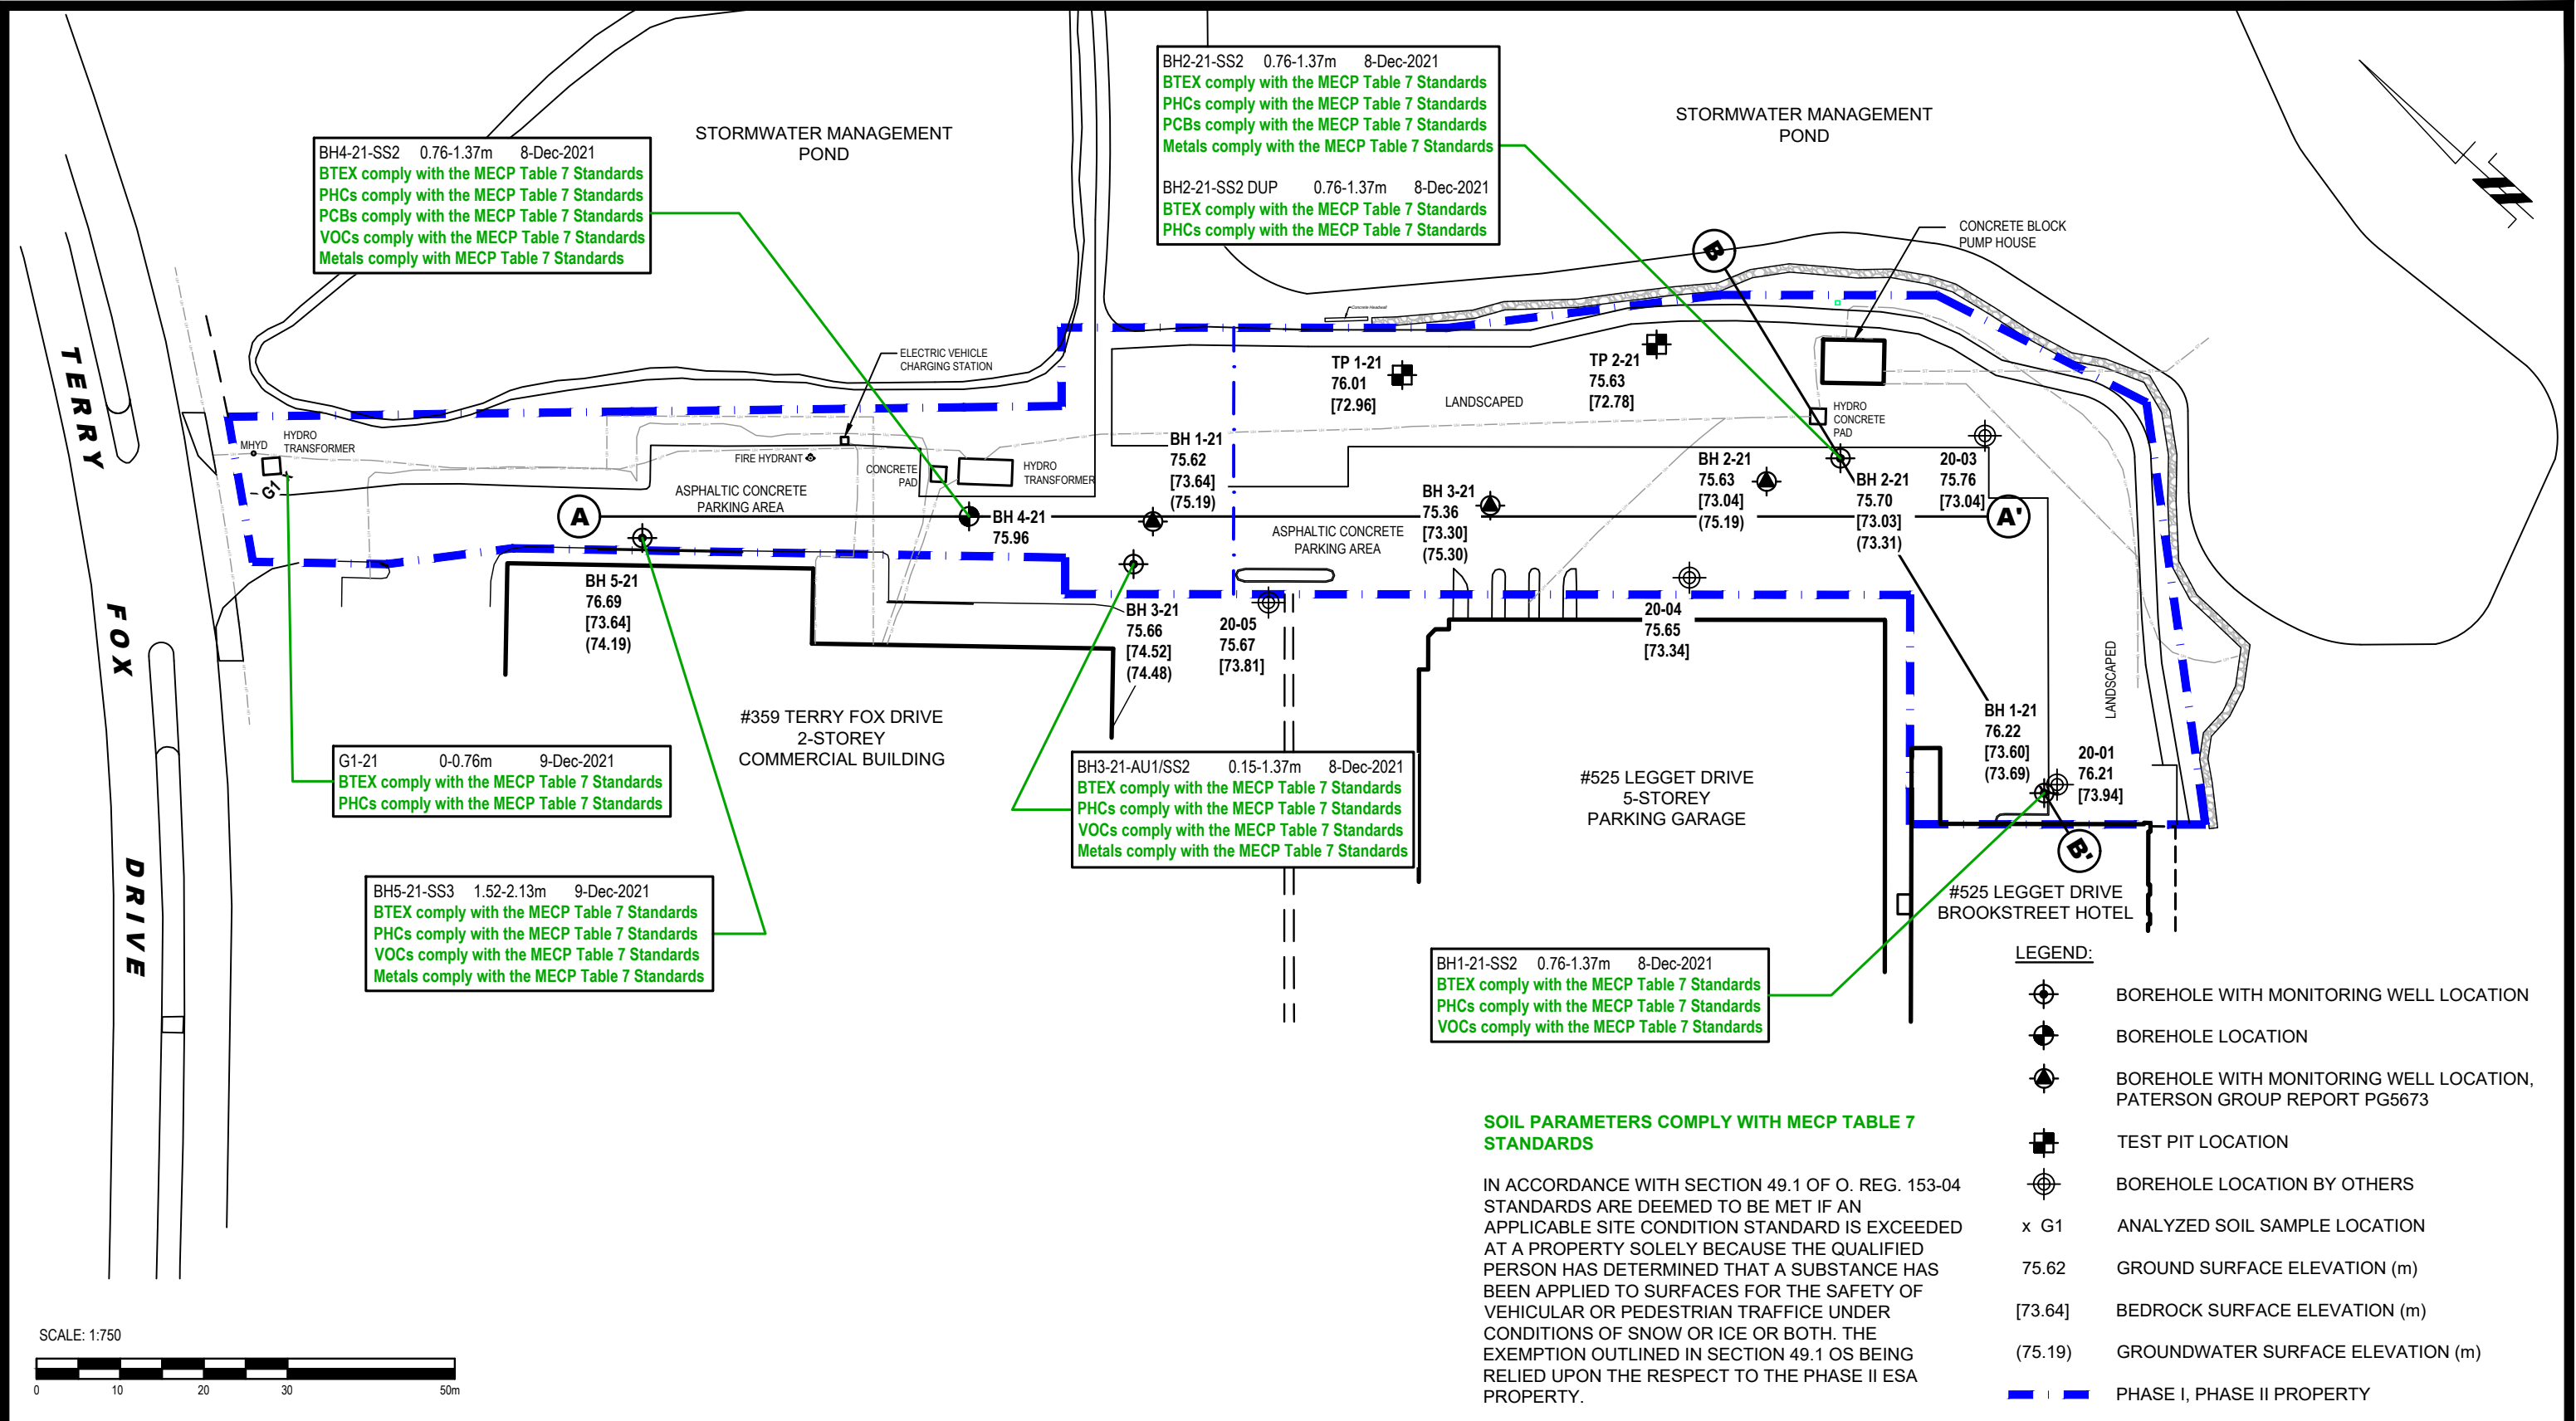 BH2-21-SS2 0.76-1.37m 8-Dec-2021
BTEX comply with the MECP Table 7 Standards
PHCs comply with the MECP Table 7 Standards
PCBs comply with the MECP Table 7 Standards
Metals comply with the MECP Table 7 Standards
BH2-21-SS2 DUP 0.76-1.37m 8-Dec-2021
BTEX comply with the MECP Table 7 Standards
PHCs comply with the MECP Table 7 Standards
STORMWATER MANAGEMENT
POND
STORMWATER MANAGEMENT
POND
BH4-21-SS2 0.76-1.37m 8-Dec-2021
BTEX comply with the MECP Table 7 Standards
PHCs comply with the MECP Table 7 Standards
PCBs comply with the MECP Table 7 Standards
VOCs comply with the MECP Table 7 Standards
Metals comply with MECP Table 7 Standards
CONCRETE BLOCK
PUMP HOUSE
B
Concrete Headwall
ELECTRIC VEHICLE
CHARGING STATION
TP 1-21
76.01
[72.96]
TP 2-21
75.63
[72.78]
LANDSCAPED
HYDRO
CONCRETE
PAD
MHYD
HYDRO
TRANSFORMER
G1
FIRE HYDRANT
CONCRETE
PAD
HYDRO
TRANSFORMER
ASPHALTIC CONCRETE
PARKING AREA
BH 1-21
75.62
[73.64]
(75.19)
BH 3-21
75.36
[73.30]
(75.30)
BH 2-21
75.63
[73.04]
(75.19)
BH 2-21
75.70
[73.03]
(73.31)
20-03
75.76
[73.04]
A
A'
BH 4-21
75.96
ASPHALTIC CONCRETE
PARKING AREA
BH 5-21
76.69
[73.64]
(74.19)
BH 3-21
75.66
[74.52]
(74.48)
20-05
75.67
[73.81]
20-04
75.65
[73.34]
LANDSCAPED
BH 1-21
76.22
[73.60]
(73.69)
20-01
76.21
[73.94]
B'
TERRY
FOX
DRIVE
#359 TERRY FOX DRIVE
2-STOREY
COMMERCIAL BUILDING
#525 LEGGET DRIVE
5-STOREY
PARKING GARAGE
#525 LEGGET DRIVE
BROOKSTREET HOTEL
G1-21 0-0.76m 9-Dec-2021
BTEX comply with the MECP Table 7 Standards
PHCs comply with the MECP Table 7 Standards
BH3-21-AU1/SS2 0.15-1.37m 8-Dec-2021
BTEX comply with the MECP Table 7 Standards
PHCs comply with the MECP Table 7 Standards
VOCs comply with the MECP Table 7 Standards
Metals comply with the MECP Table 7 Standards
BH5-21-SS3 1.52-2.13m 9-Dec-2021
BTEX comply with the MECP Table 7 Standards
PHCs comply with the MECP Table 7 Standards
VOCs comply with the MECP Table 7 Standards
Metals comply with the MECP Table 7 Standards
BH1-21-SS2 0.76-1.37m 8-Dec-2021
BTEX comply with the MECP Table 7 Standards
PHCs comply with the MECP Table 7 Standards
VOCs comply with the MECP Table 7 Standards
SOIL PARAMETERS COMPLY WITH MECP TABLE 7
STANDARDS
IN ACCORDANCE WITH SECTION 49.1 OF O. REG. 153-04
STANDARDS ARE DEEMED TO BE MET IF AN
APPLICABLE SITE CONDITION STANDARD IS EXCEEDED
AT A PROPERTY SOLELY BECAUSE THE QUALIFIED
PERSON HAS DETERMINED THAT A SUBSTANCE HAS
BEEN APPLIED TO SURFACES FOR THE SAFETY OF
VEHICULAR OR PEDESTRIAN TRAFFICE UNDER
CONDITIONS OF SNOW OR ICE OR BOTH. THE
EXEMPTION OUTLINED IN SECTION 49.1 OS BEING
RELIED UPON THE RESPECT TO THE PHASE II ESA
PROPERTY.
LEGEND:
BOREHOLE WITH MONITORING WELL LOCATION
BOREHOLE LOCATION
BOREHOLE WITH MONITORING WELL LOCATION,
PATERSON GROUP REPORT PG5673
TEST PIT LOCATION
BOREHOLE LOCATION BY OTHERS
x G1 ANALYZED SOIL SAMPLE LOCATION
75.62 GROUND SURFACE ELEVATION (m)
[73.64] BEDROCK SURFACE ELEVATION (m)
(75.19) GROUNDWATER SURFACE ELEVATION (m)
PHASE I, PHASE II PROPERTY
SCALE: 1:750
0 10 20 30 50m